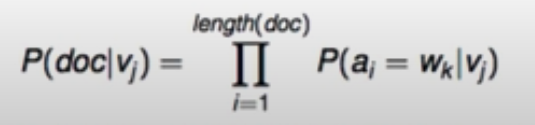 length(doc)
P(doc|vⱼ) = ∏ P(aᵢ = wₖ|vⱼ)
i=1